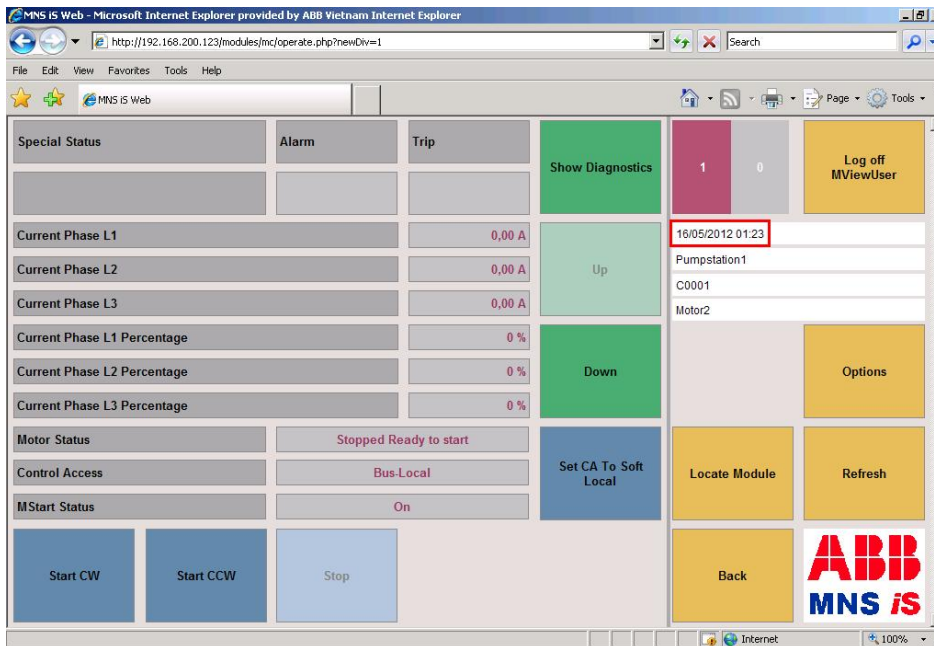 MNS iS Web - Microsoft Internet Explorer provided by ABB Vietnam Internet Explorer
http://192.168.200.123/modules/mc/operate.php?newDiv=1
Search
File Edit View Favorites Tools Help
MNS iS Web
Page
Tools
Special Status
Alarm
Trip
Show Diagnostics
1
0
Log off
MViewUser
Current Phase L1
0,00 A
16/05/2012 01:23
Current Phase L2
0,00 A
Up
Pumpstation1
C0001
Current Phase L3
0,00 A
Motor2
Current Phase L1 Percentage
0 %
Current Phase L2 Percentage
0 %
Down
Options
Current Phase L3 Percentage
0 %
Motor Status
Stopped Ready to start
Control Access
Bus-Local
Set CA To Soft
Local
Locate Module
Refresh
MStart Status
On
Start CW
Start CCW
Stop
Back
ABB
MNS iS
Internet
100%